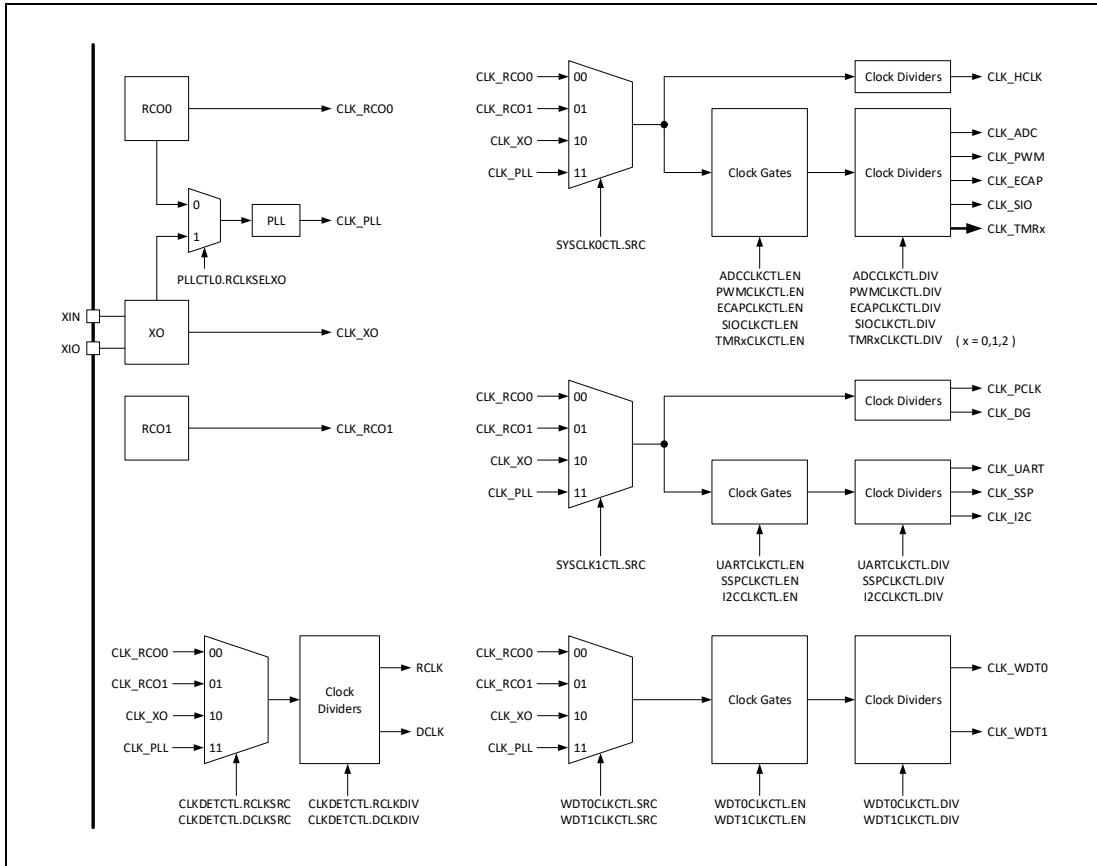 RCO0
CLK_RCO0
0
1
PLL
CLK_PLL
PLLCTL0.RCLKSELXO
XIN
XIO
XO
CLK_XO
RCO1
CLK_RCO1
CLK_RCO0
00
CLK_RCO1
01
CLK_XO
10
CLK_PLL
11
SYSCLK0CTL.SRC
Clock Dividers
CLK_HCLK
Clock Gates
Clock Dividers
CLK_ADC
CLK_PWM
CLK_ECAP
CLK_SIO
CLK_TMRx
ADCCLKCTL.EN
PWMCLKCTL.EN
ECAPCLKCTL.EN
SIOCLKCTL.EN
TMRxCLKCTL.EN
ADCCLKCTL.DIV
PWMCLKCTL.DIV
ECAPCLKCTL.DIV
SIOCLKCTL.DIV
TMRxCLKCTL.DIV ( x = 0,1,2 )
CLK_RCO0
00
CLK_RCO1
01
CLK_XO
10
CLK_PLL
11
SYSCLK1CTL.SRC
Clock Dividers
CLK_PCLK
CLK_DG
Clock Gates
Clock Dividers
CLK_UART
CLK_SSP
CLK_I2C
UARTCLKCTL.EN
SSPCLKCTL.EN
I2CCLKCTL.EN
UARTCLKCTL.DIV
SSPCLKCTL.DIV
I2CCLKCTL.DIV
CLK_RCO0
00
CLK_RCO1
01
CLK_XO
10
CLK_PLL
11
Clock
Dividers
RCLK
DCLK
CLKDETCTL.RCLKSRC
CLKDETCTL.DCLKSRC
CLKDETCTL.RCLKDIV
CLKDETCTL.DCLKDIV
CLK_RCO0
00
CLK_RCO1
01
CLK_XO
10
CLK_PLL
11
Clock Gates
Clock Dividers
CLK_WDT0
CLK_WDT1
WDT0CLKCTL.SRC
WDT1CLKCTL.SRC
WDT0CLKCTL.EN
WDT1CLKCTL.EN
WDT0CLKCTL.DIV
WDT1CLKCTL.DIV